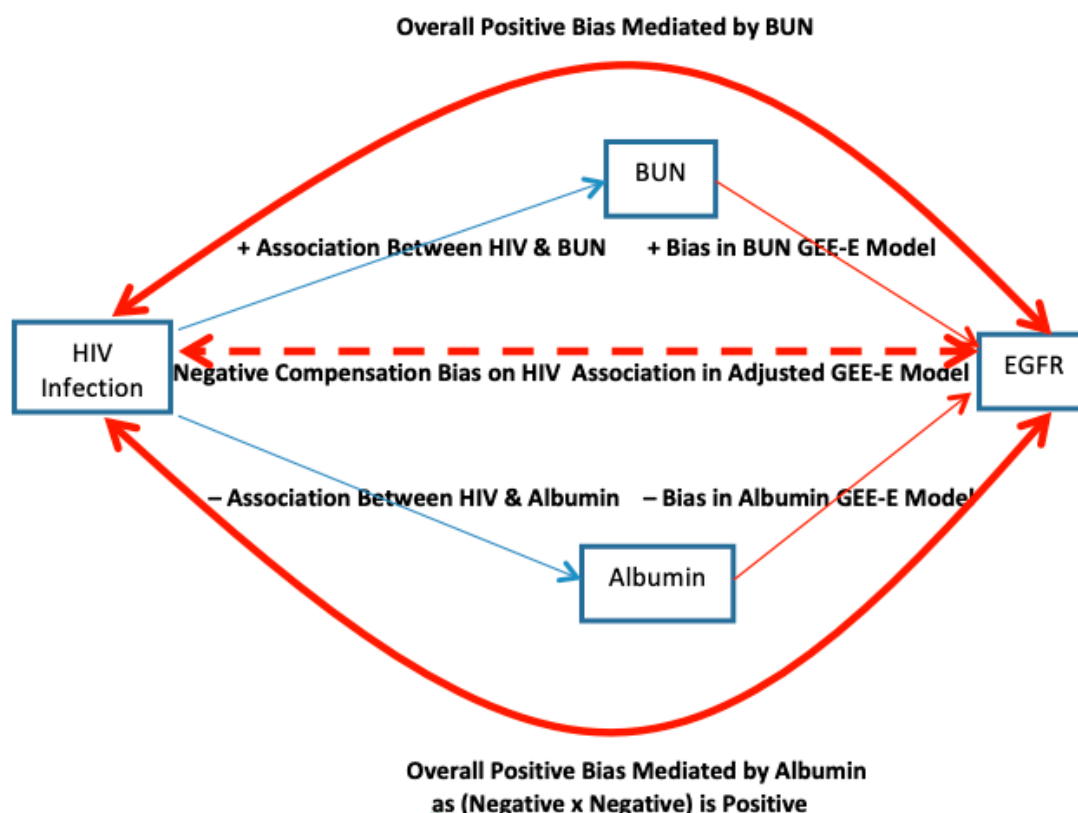 Overall Positive Bias Mediated by BUN
BUN
+ Association Between HIV & BUN
+ Bias in BUN GEE-E Model
HIV
Infection
Negative Compensation Bias on HIV Association in Adjusted GEE-E Model
EGFR
– Association Between HIV & Albumin
– Bias in Albumin GEE-E Model
Albumin
Overall Positive Bias Mediated by Albumin
as (Negative x Negative) is Positive